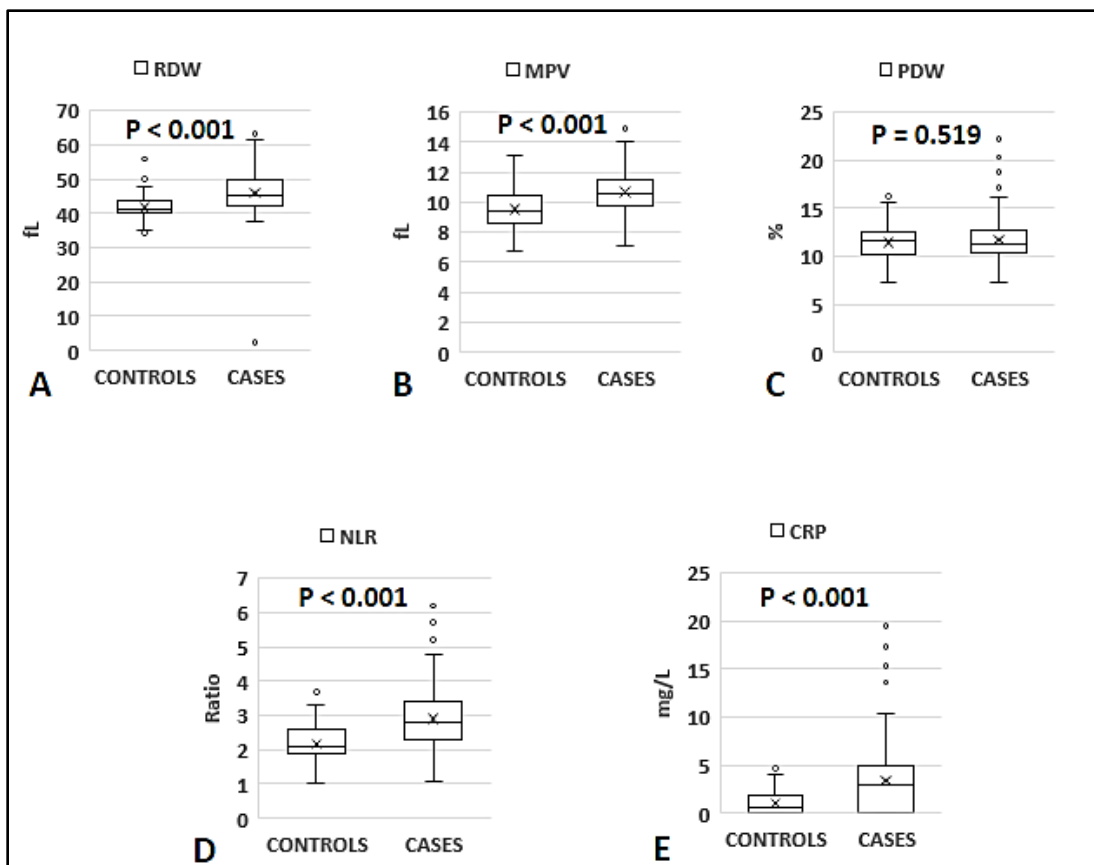 RDW
P < 0.001
70
60
50
40
30
20
10
0
fL
CONTROLS CASES
A
MPV
P < 0.001
16
14
12
10
8
6
4
2
0
fL
CONTROLS CASES
B
PDW
P = 0.519
25
20
15
10
5
0
%
CONTROLS CASES
C
NLR
P < 0.001
7
6
5
4
3
2
1
0
Ratio
CONTROLS CASES
D
CRP
P < 0.001
25
20
15
10
5
0
mg/L
CONTROLS CASES
E